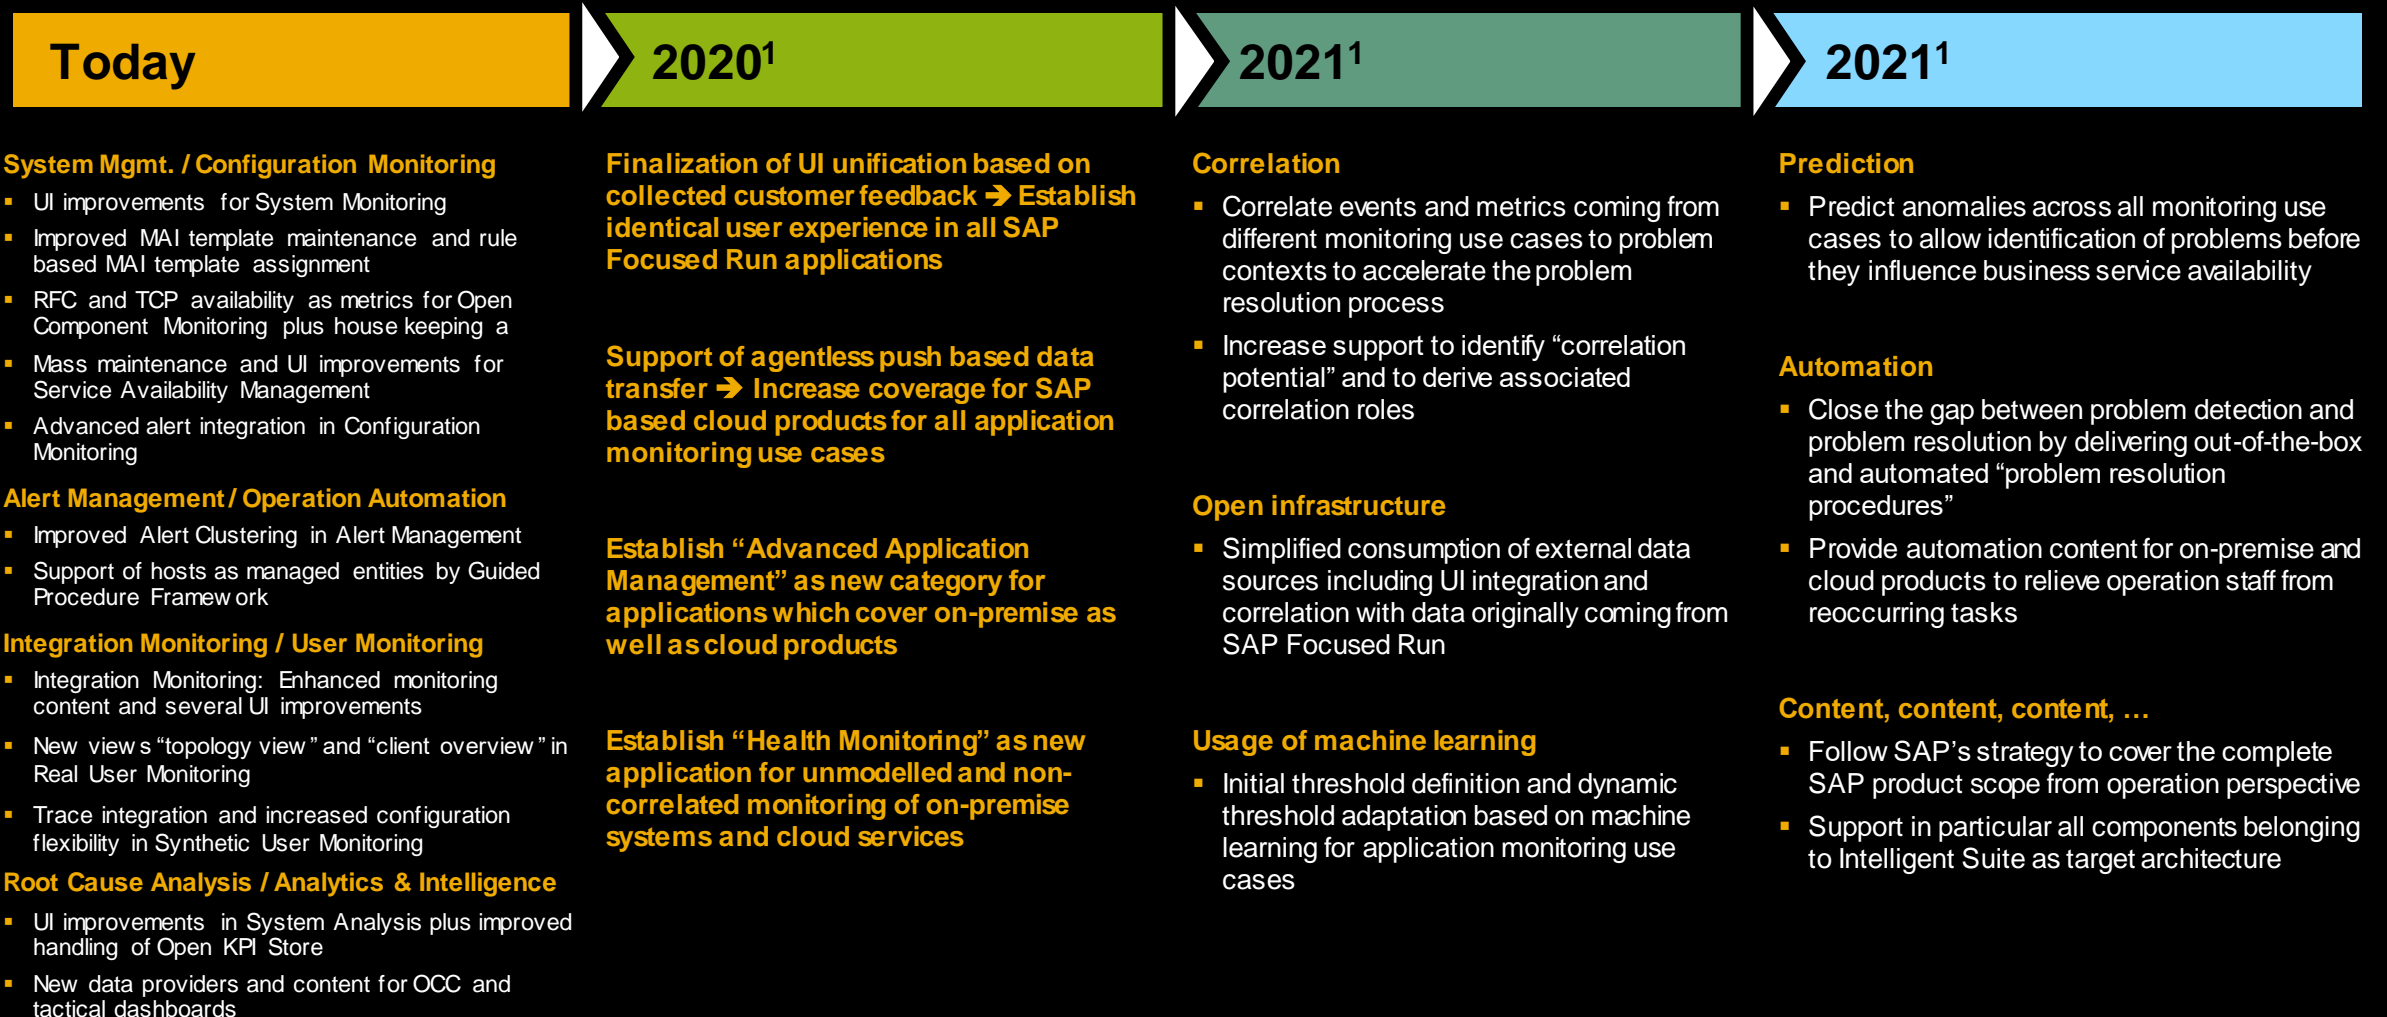 Today
System Mgmt. / Configuration Monitoring
▪ UI improvements for System Monitoring
▪ Improved MAI template maintenance and rule
based MAI template assignment
▪ RFC and TCP availability as metrics for Open
Component Monitoring plus house keeping a
▪ Mass maintenance and UI improvements for
Service Availability Management
▪ Advanced alert integration in Configuration
Monitoring
Alert Management / Operation Automation
▪ Improved Alert Clustering in Alert Management
▪ Support of hosts as managed entities by Guided
Procedure Framework
Integration Monitoring / User Monitoring
▪ Integration Monitoring: Enhanced monitoring
content and several UI improvements
▪ New views “topology view” and “client overview” in
Real User Monitoring
▪ Trace integration and increased configuration
flexibility in Synthetic User Monitoring
Root Cause Analysis / Analytics & Intelligence
▪ UI improvements in System Analysis plus improved
handling of Open KPI Store
▪ New data providers and content for OCC and
tactical dashboards
2020¹
Finalization of UI unification based on
collected customer feedback ➔ Establish
identical user experience in all SAP
Focused Run applications
Support of agentless push based data
transfer ➔ Increase coverage for SAP
based cloud products for all application
monitoring use cases
Establish “Advanced Application
Management” as new category for
applications which cover on-premise as
well as cloud products
Establish “Health Monitoring” as new
application for unmodelled and non-
correlated monitoring of on-premise
systems and cloud services
2021¹
Correlation
▪ Correlate events and metrics coming from
different monitoring use cases to problem
contexts to accelerate the problem
resolution process
▪ Increase support to identify “correlation
potential” and to derive associated
correlation roles
Open infrastructure
▪ Simplified consumption of external data
sources including UI integration and
correlation with data originally coming from
SAP Focused Run
Usage of machine learning
▪ Initial threshold definition and dynamic
threshold adaptation based on machine
learning for application monitoring use
cases
2021¹
Prediction
▪ Predict anomalies across all monitoring use
cases to allow identification of problems before
they influence business service availability
Automation
▪ Close the gap between problem detection and
problem resolution by delivering out-of-the-box
and automated “problem resolution
procedures”
▪ Provide automation content for on-premise and
cloud products to relieve operation staff from
reoccurring tasks
Content, content, content, …
▪ Follow SAP’s strategy to cover the complete
SAP product scope from operation perspective
▪ Support in particular all components belonging
to Intelligent Suite as target architecture